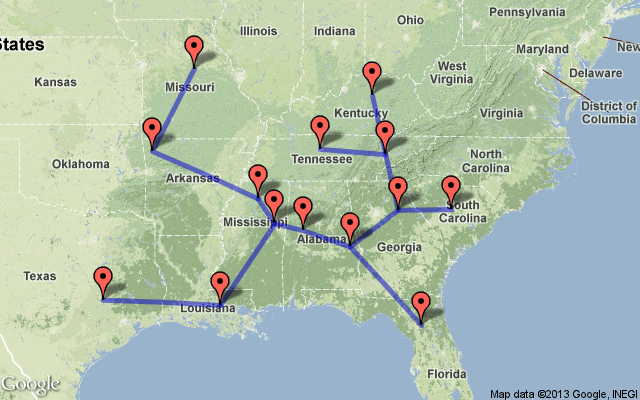 Pennsylvania
Ohio
Illinois
Indiana
States
Maryland
New
West
Virginia
Delaware
Kansas
Missouri
District of
Columbia
Kentucky
Virginia
Tennessee
North
Carolina
Oklahoma
Arkansas
South
Carolina
Mississippi
Alabama
Georgia
Texas
Louisiana
Florida
Google
Map data ©2013 Google, INEGI